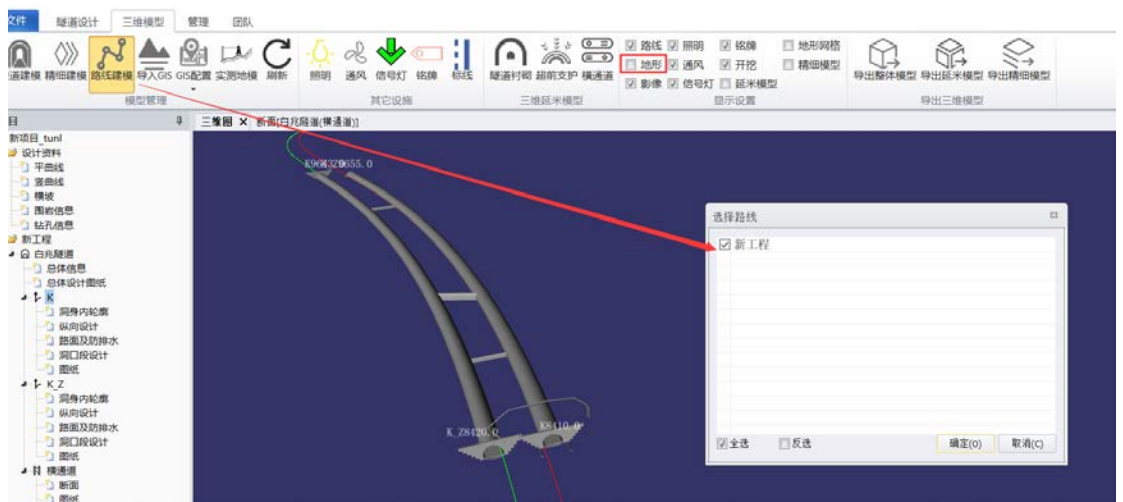 文件 隧道设计 三维模型 管理 团队
道建模 精细建模 路线建模 导入GIS GIS配置 实测地模 刷新 照明 通风 信号灯 铭牌 标线 隧道衬砌 超前支护 横通道 导出整体模型 导出延米模型 导出精细模型
路线 照明 铭牌 地形网格
地形 通风 开挖 精细模型
影像 信号灯 延米模型
模型管理 其它设施 三维延米模型 显示设置 导出三维模型
目 三维图 断面[白兆隧道(横通道)]
新项目_tunl
设计资料
平曲线
竖曲线
横坡
围岩信息
钻孔信息
新工程
白兆隧道
总体信息
总体设计图纸
K
洞身内轮廓
纵向设计
路面及防排水
洞口段设计
图纸
K_Z
洞身内轮廓
纵向设计
路面及防排水
洞口段设计
图纸
横通道
断面
图纸
K_Z8420.0
K8410.0
选择路线
新工程
全选 反选 确定(O) 取消(C)